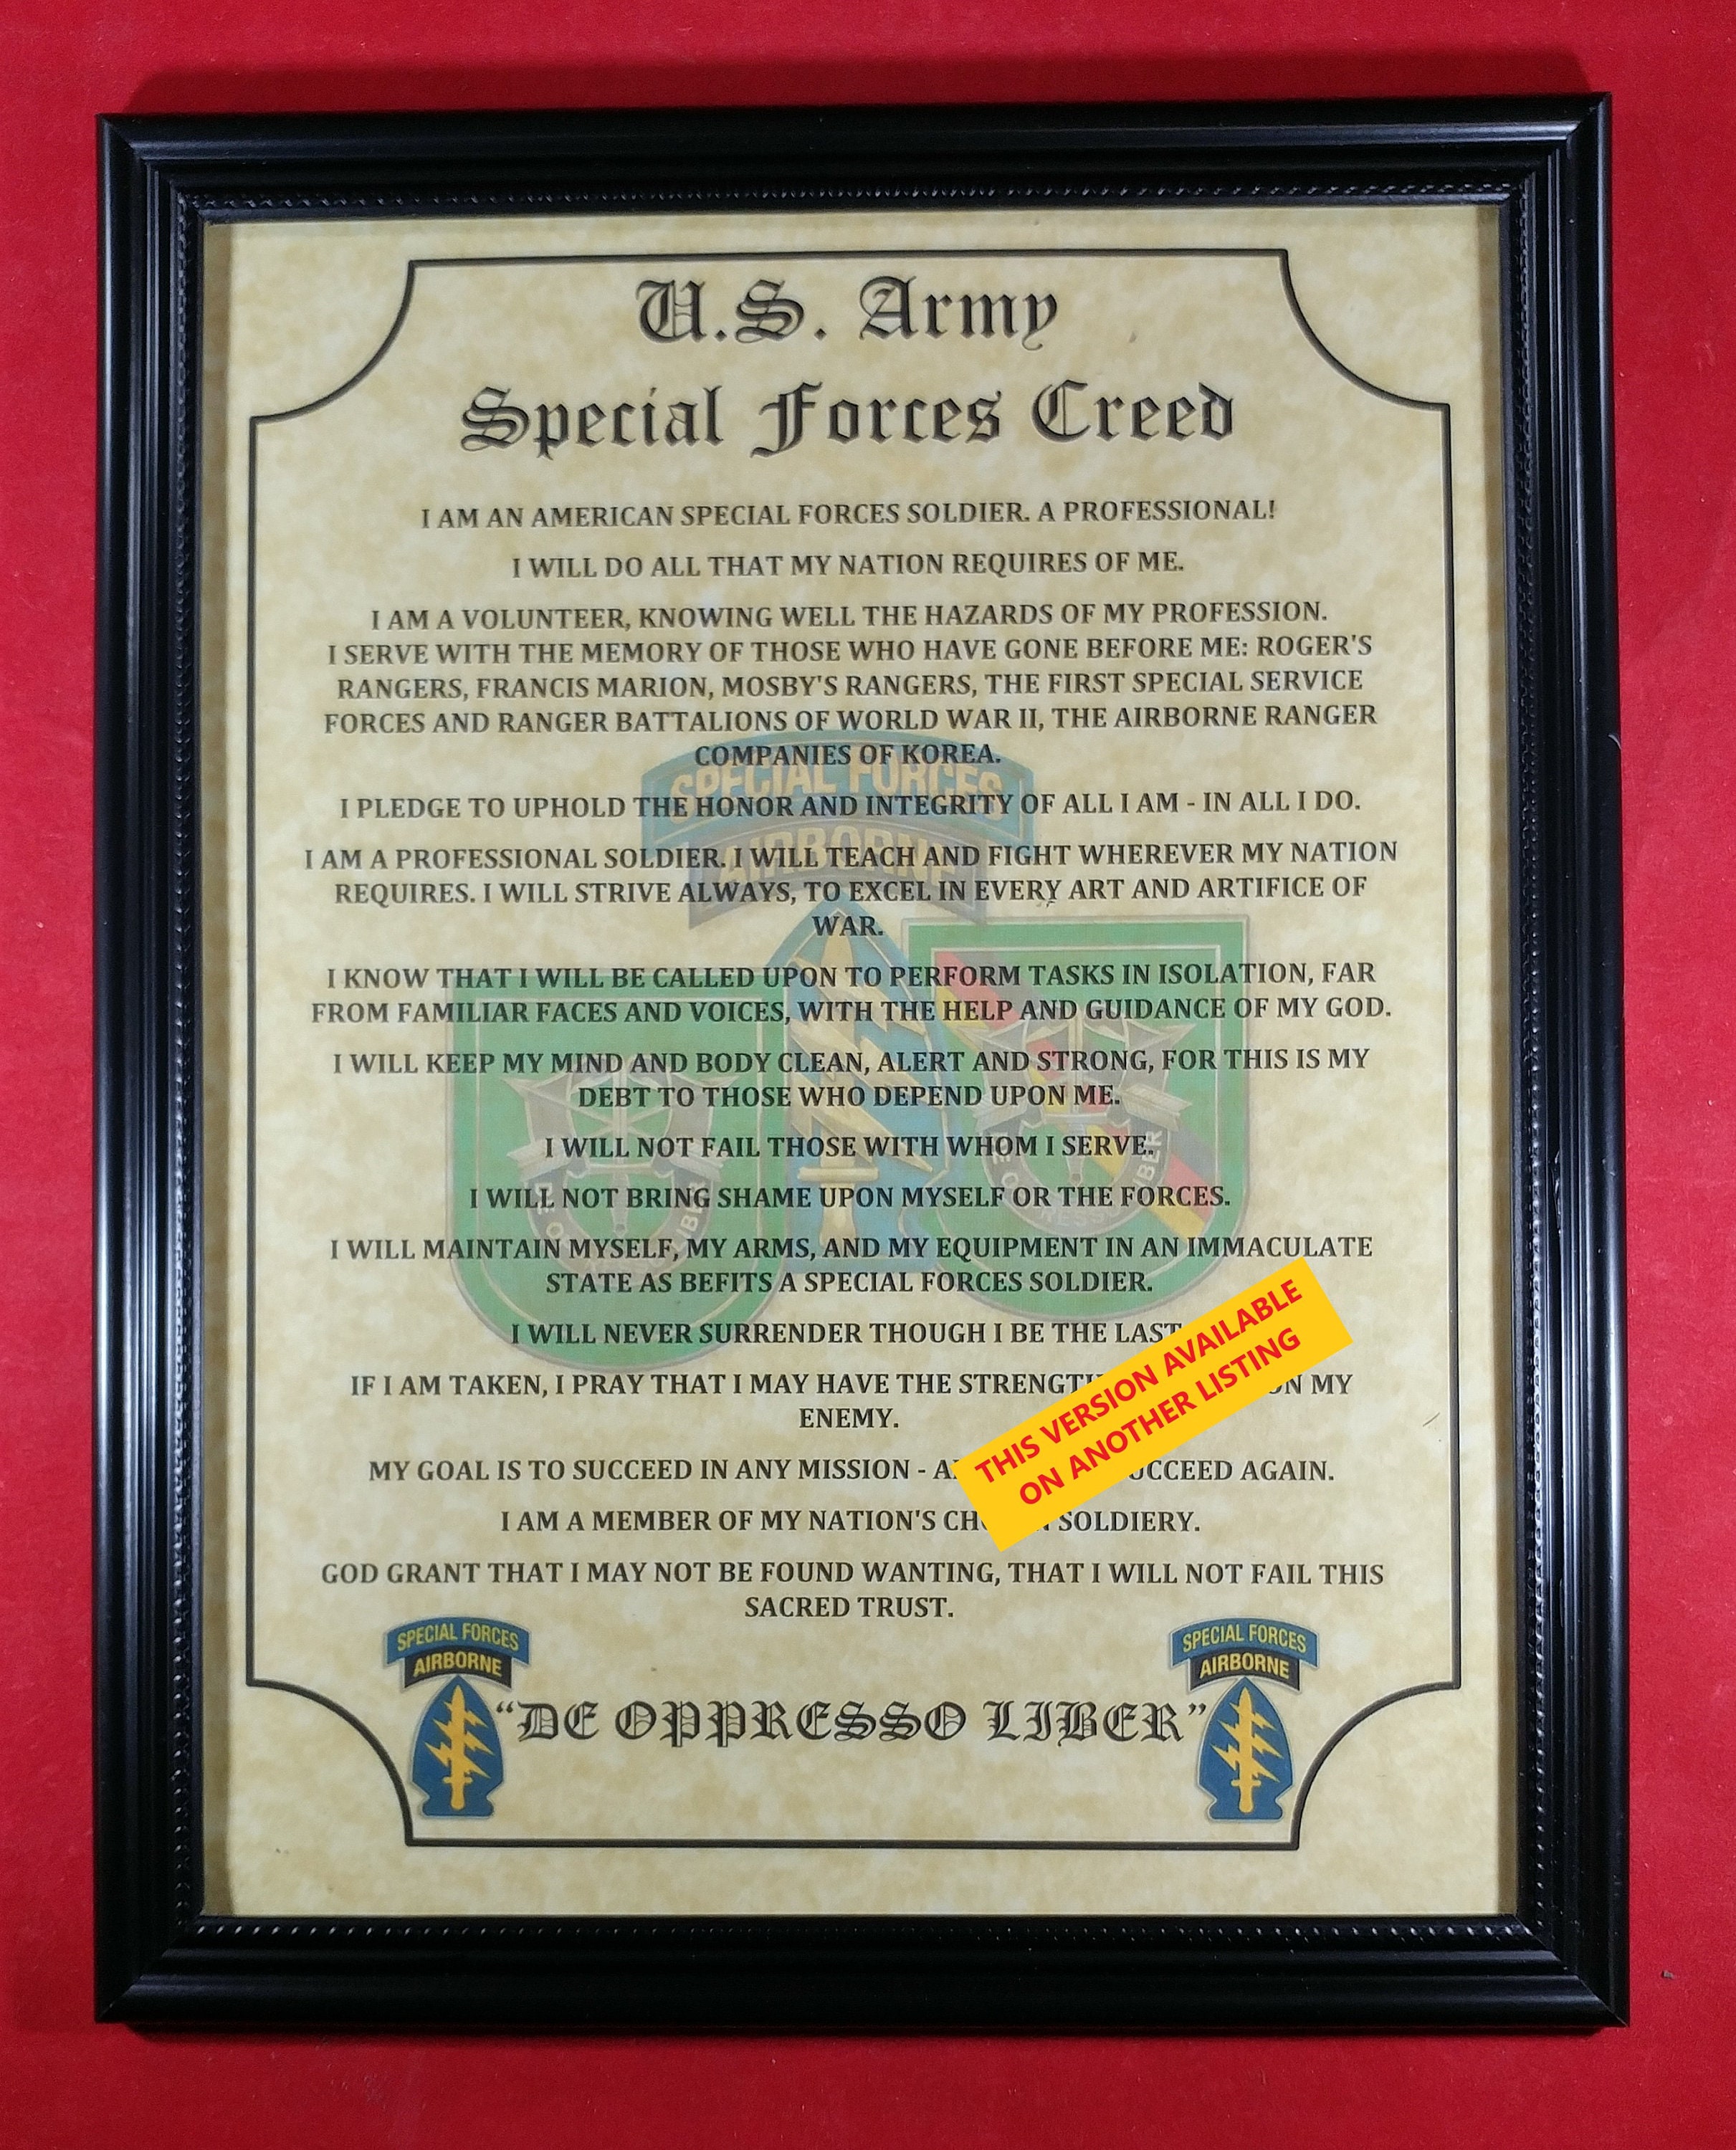 U.S. Army
Special Forces Creed
I AM AN AMERICAN SPECIAL FORCES SOLDIER. A PROFESSIONAL!
I WILL DO ALL THAT MY NATION REQUIRES OF ME.
I AM A VOLUNTEER, KNOWING WELL THE HAZARDS OF MY PROFESSION.
I SERVE WITH THE MEMORY OF THOSE WHO HAVE GONE BEFORE ME: ROGER'S
RANGERS, FRANCIS MARION, MOSBY'S RANGERS, THE FIRST SPECIAL SERVICE
FORCES AND RANGER BATTALIONS OF WORLD WAR II, THE AIRBORNE RANGER
COMPANIES OF KOREA.
SPECIAL FORCES
I PLEDGE TO UPHOLD THE HONOR AND INTEGRITY OF ALL I AM - IN ALL I DO.
AIRBORNE
I AM A PROFESSIONAL SOLDIER. I WILL TEACH AND FIGHT WHEREVER MY NATION
REQUIRES. I WILL STRIVE ALWAYS, TO EXCEL IN EVERY ART AND ARTIFICE OF
WAR.
I KNOW THAT I WILL BE CALLED UPON TO PERFORM TASKS IN ISOLATION, FAR
FROM FAMILIAR FACES AND VOICES, WITH THE HELP AND GUIDANCE OF MY GOD.
I WILL KEEP MY MIND AND BODY CLEAN, ALERT AND STRONG, FOR THIS IS MY
DEBT TO THOSE WHO DEPEND UPON ME.
I WILL NOT FAIL THOSE WITH WHOM I SERVE.
I WILL NOT BRING SHAME UPON MYSELF OR THE FORCES.
I WILL MAINTAIN MYSELF, MY ARMS, AND MY EQUIPMENT IN AN IMMACULATE
STATE AS BEFITS A SPECIAL FORCES SOLDIER.
I WILL NEVER SURRENDER THOUGH I BE THE LAST
IF I AM TAKEN, I PRAY THAT I MAY HAVE THE MY
ENEMY.
MY GOAL IS TO SUCCEED IN ANY MISSION - AGAIN.
I AM A MEMBER OF MY NATION'S SOLDIERY.
THIS VERSION AVAILABLE
ON ANOTHER LISTING
GOD GRANT THAT I MAY NOT BE FOUND WANTING, THAT I WILL NOT FAIL THIS
SACRED TRUST.
SPECIAL FORCES
AIRBORNE
SPECIAL FORCES
AIRBORNE
“DE OPPRESSO LIBER”